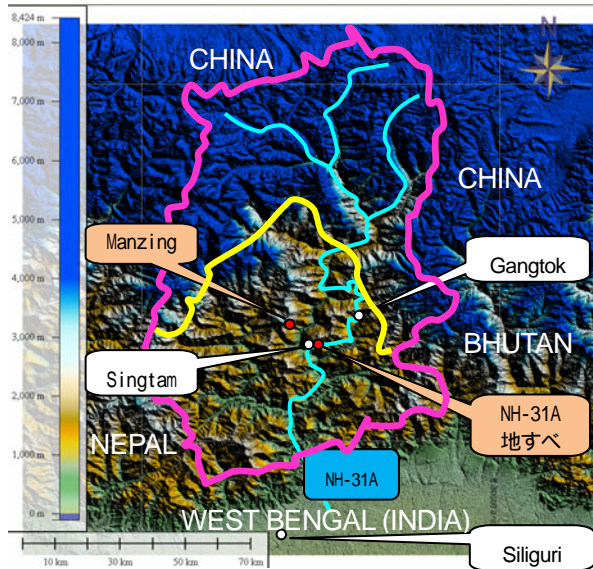 8,424 m
8,000 m
7,000 m
6,000 m
5,000 m
4,000 m
3,000 m
2,000 m
1,000 m
0 m
N
CHINA
CHINA
Manzing
Gangtok
BHUTAN
Singtam
NH-31A
地すべ
NEPAL
NH-31A
WEST BENGAL (INDIA)
Siliguri
10 km
30 km
50 km
70 km